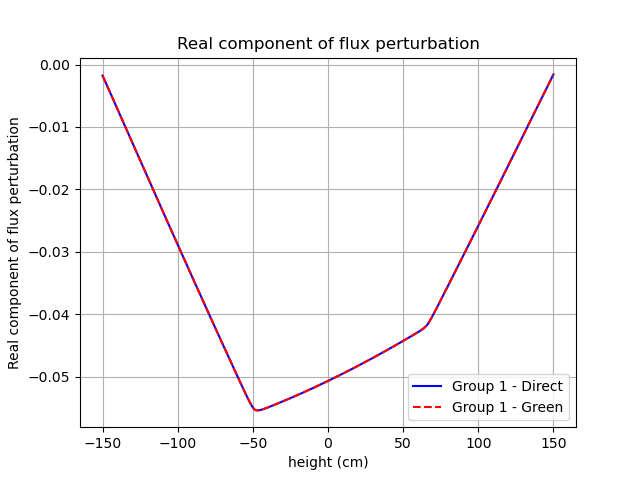 Real component of flux perturbation
Real component of flux perturbation
0.00
−0.01
−0.02
−0.03
−0.04
−0.05
−150
−100
−50
0
50
100
150
height (cm)
Group 1 - Direct
Group 1 - Green